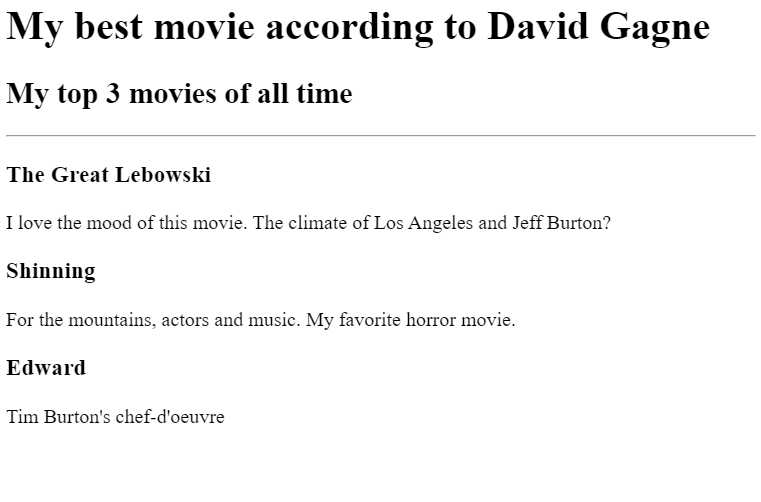 My best movie according to David Gagne
My top 3 movies of all time
The Great Lebowski
I love the mood of this movie. The climate of Los Angeles and Jeff Burton?
Shinning
For the mountains, actors and music. My favorite horror movie.
Edward
Tim Burton's chef-d'oeuvre